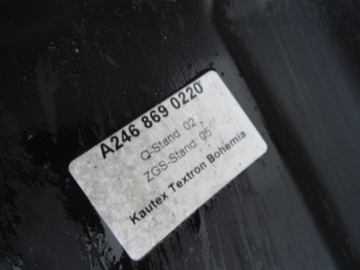 A246 869 0220
Q-Stand 02
ZGS-Stand 05
Kautex Textron Bohemia